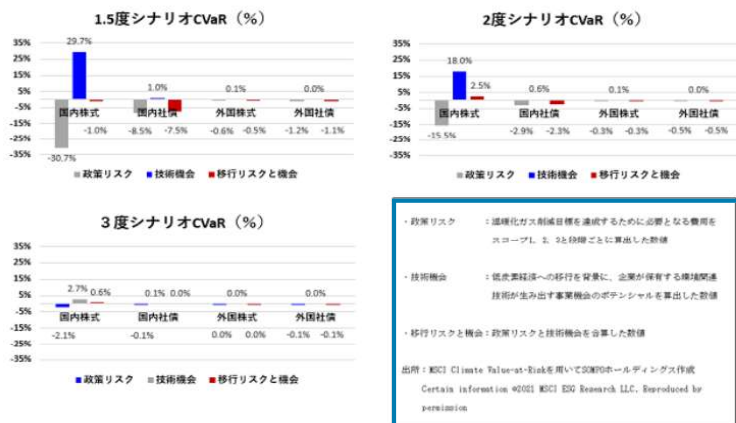 1.5度シナリオCVaR（%）
35%
25%
15%
5%
-5%
-15%
-25%
-35%
29.7%
1.0%
0.1%
0.0%
国内株式
国内社債
外国株式
外国社債
-1.0%
-8.5%
-7.5%
-0.6%
-0.5%
-1.2%
-1.1%
-30.7%
■政策リスク ■技術機会 ■移行リスクと機会
2度シナリオCVaR（%）
35%
25%
15%
5%
-5%
-15%
-25%
-35%
18.0%
2.5%
0.6%
0.1%
0.0%
国内株式
国内社債
外国株式
外国社債
-15.5%
-2.9%
-2.3%
-0.3%
-0.3%
-0.5%
-0.5%
■政策リスク ■技術機会 ■移行リスクと機会
３度シナリオCVaR（%）
35%
25%
15%
5%
-5%
-15%
-25%
-35%
2.7%
0.6%
0.1%
0.0%
0.0%
0.0%
国内株式
国内社債
外国株式
外国社債
-2.1%
-0.1%
0.0%
0.0%
-0.1%
-0.1%
■政策リスク ■技術機会 ■移行リスクと機会
・政策リスク ：温暖化ガス削減目標を達成するために必要となる費用を
スコープ1、2、3と段階ごとに算出した数値
・技術機会 ：低炭素経済への移行を背景に、企業が保有する環境関連
技術が生み出す事業機会のポテンシャルを算出した数値
・移行リスクと機会：政策リスクと技術機会を合算した数値
出所：MSCI Climate Value-at-Riskを用いてSOMPOホールディングス作成
Certain information ©2021 MSCI ESG Research LLC. Reproduced by
permission